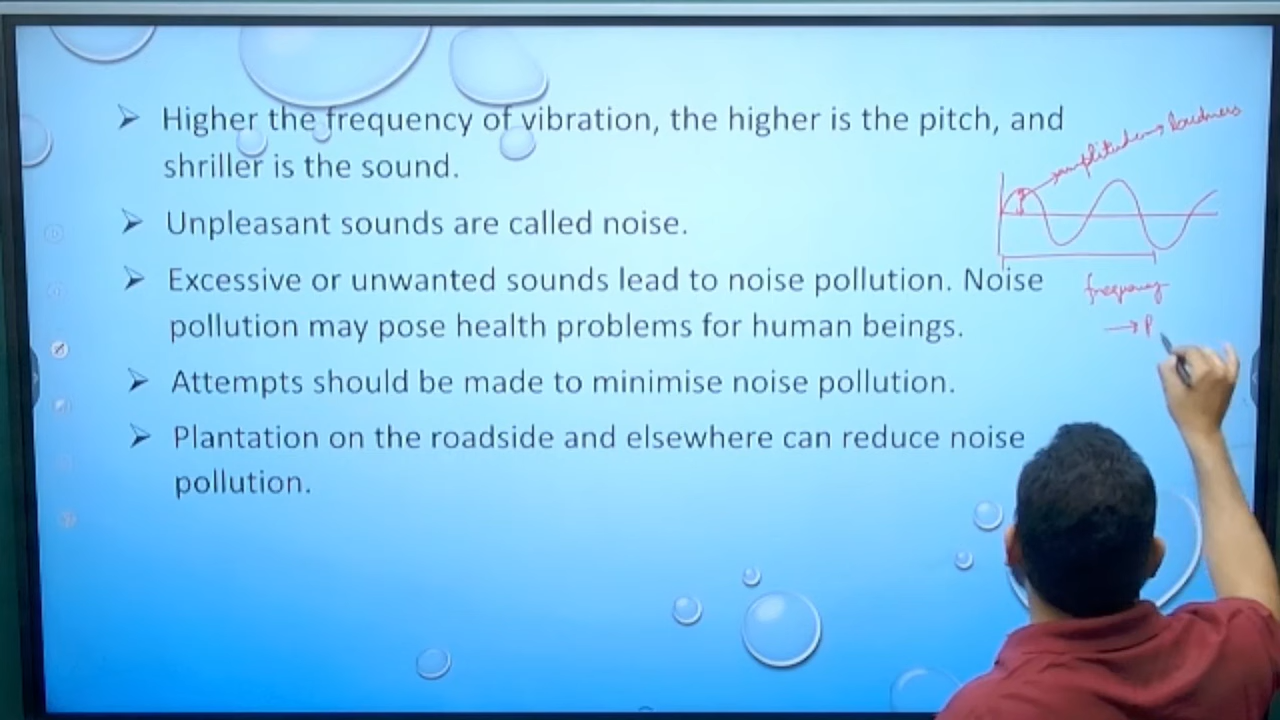 ➢ Higher the frequency of vibration, the higher is the pitch, and
shriller is the sound.
➢ Unpleasant sounds are called noise.
➢ Excessive or unwanted sounds lead to noise pollution. Noise
pollution may pose health problems for human beings.
➢ Attempts should be made to minimise noise pollution.
➢ Plantation on the roadside and elsewhere can reduce noise
pollution.
→ amplitude → loudness
frequency
→ P